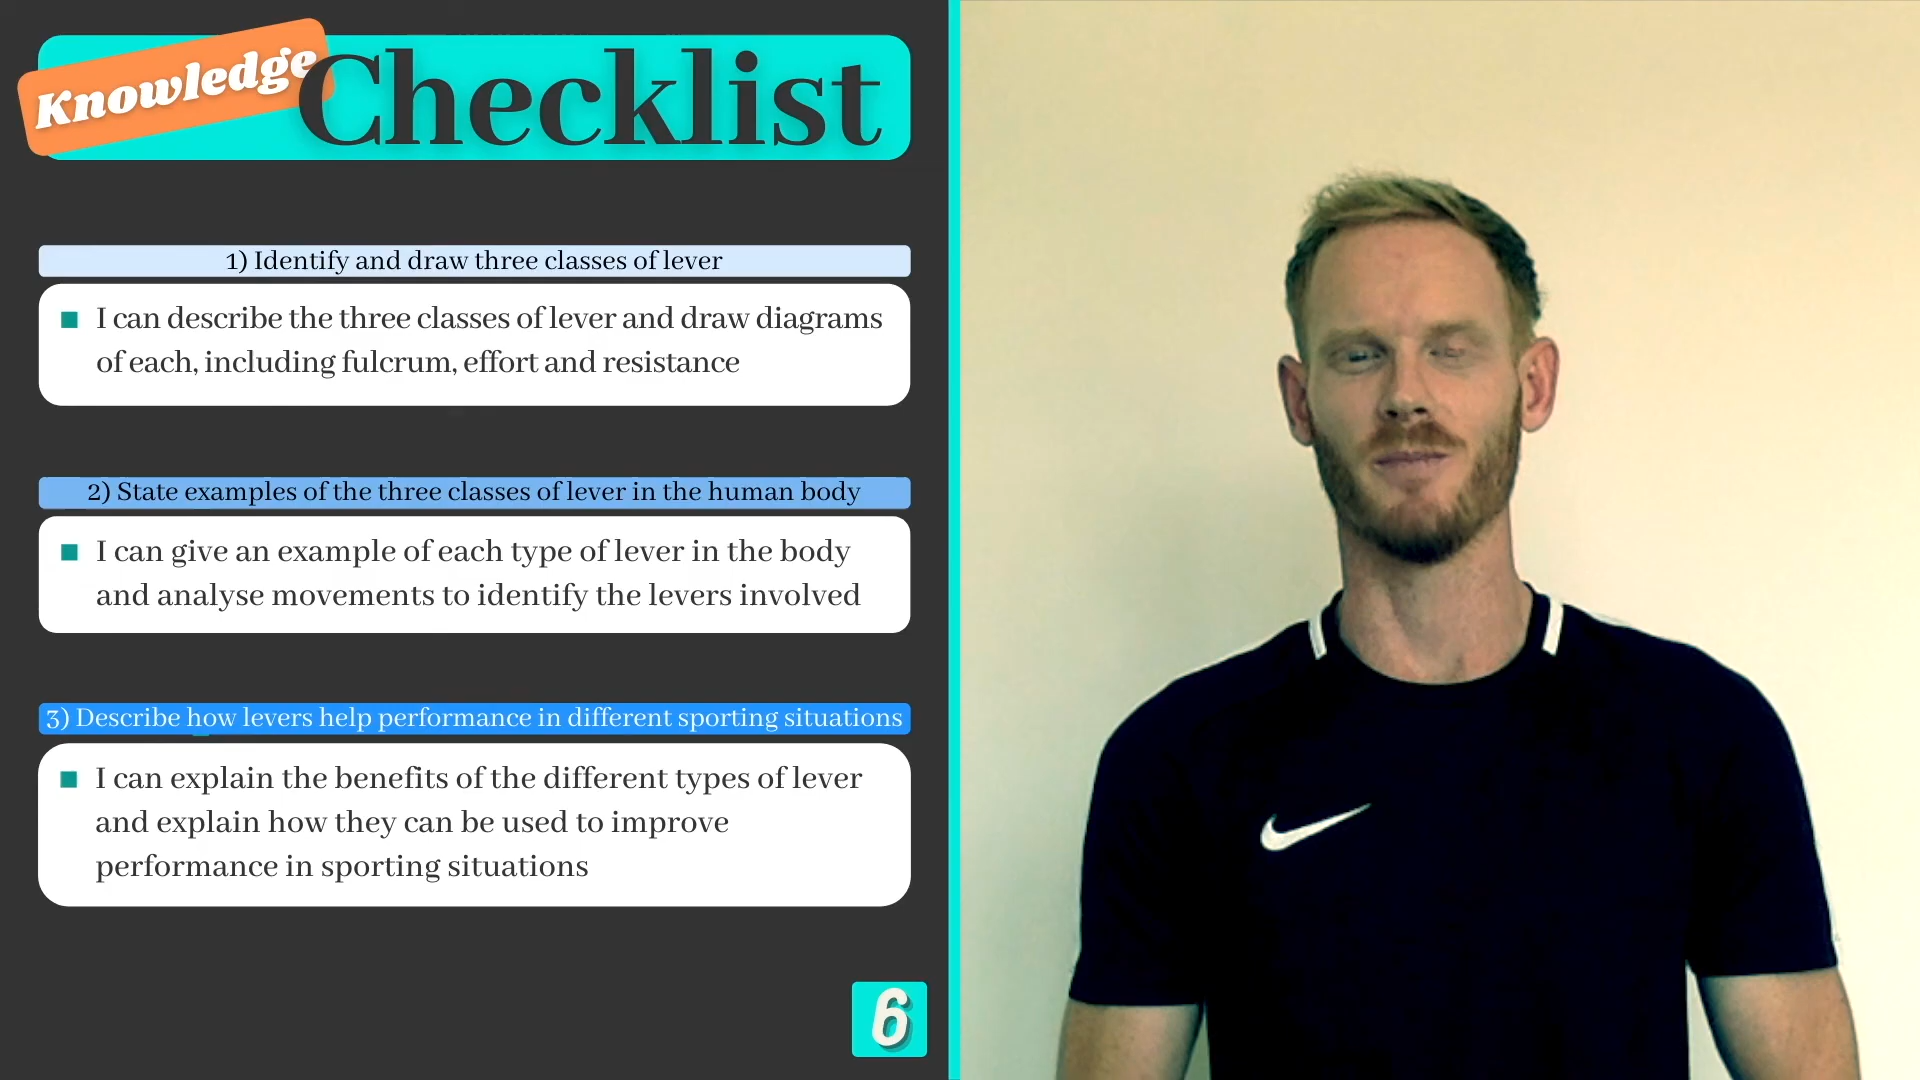 Knowledge
Checklist
1) Identify and draw three classes of lever
I can describe the three classes of lever and draw diagrams
of each, including fulcrum, effort and resistance
2) State examples of the three classes of lever in the human body
I can give an example of each type of lever in the body
and analyse movements to identify the levers involved
3) Describe how levers help performance in different sporting situations
I can explain the benefits of the different types of lever
and explain how they can be used to improve
performance in sporting situations
6